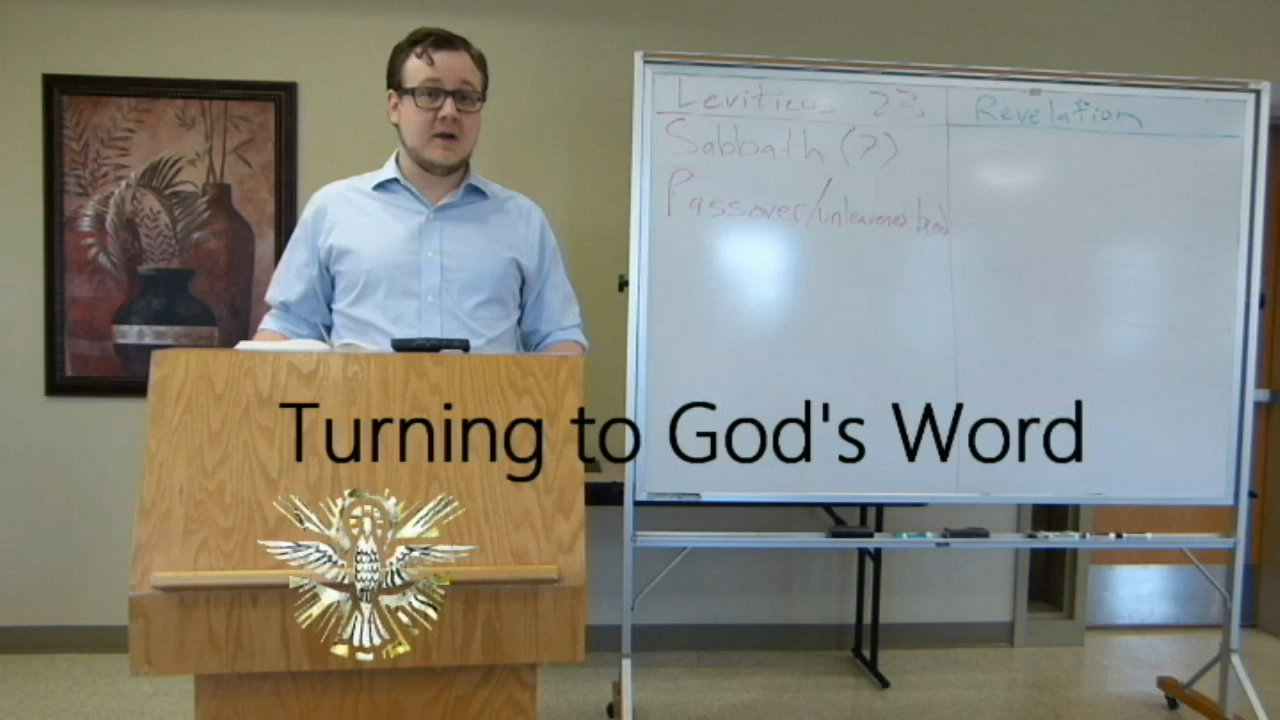 Leviticus 23,
Revelation
Sabbath (7)
Passover/unleavened bread
Turning to God's Word